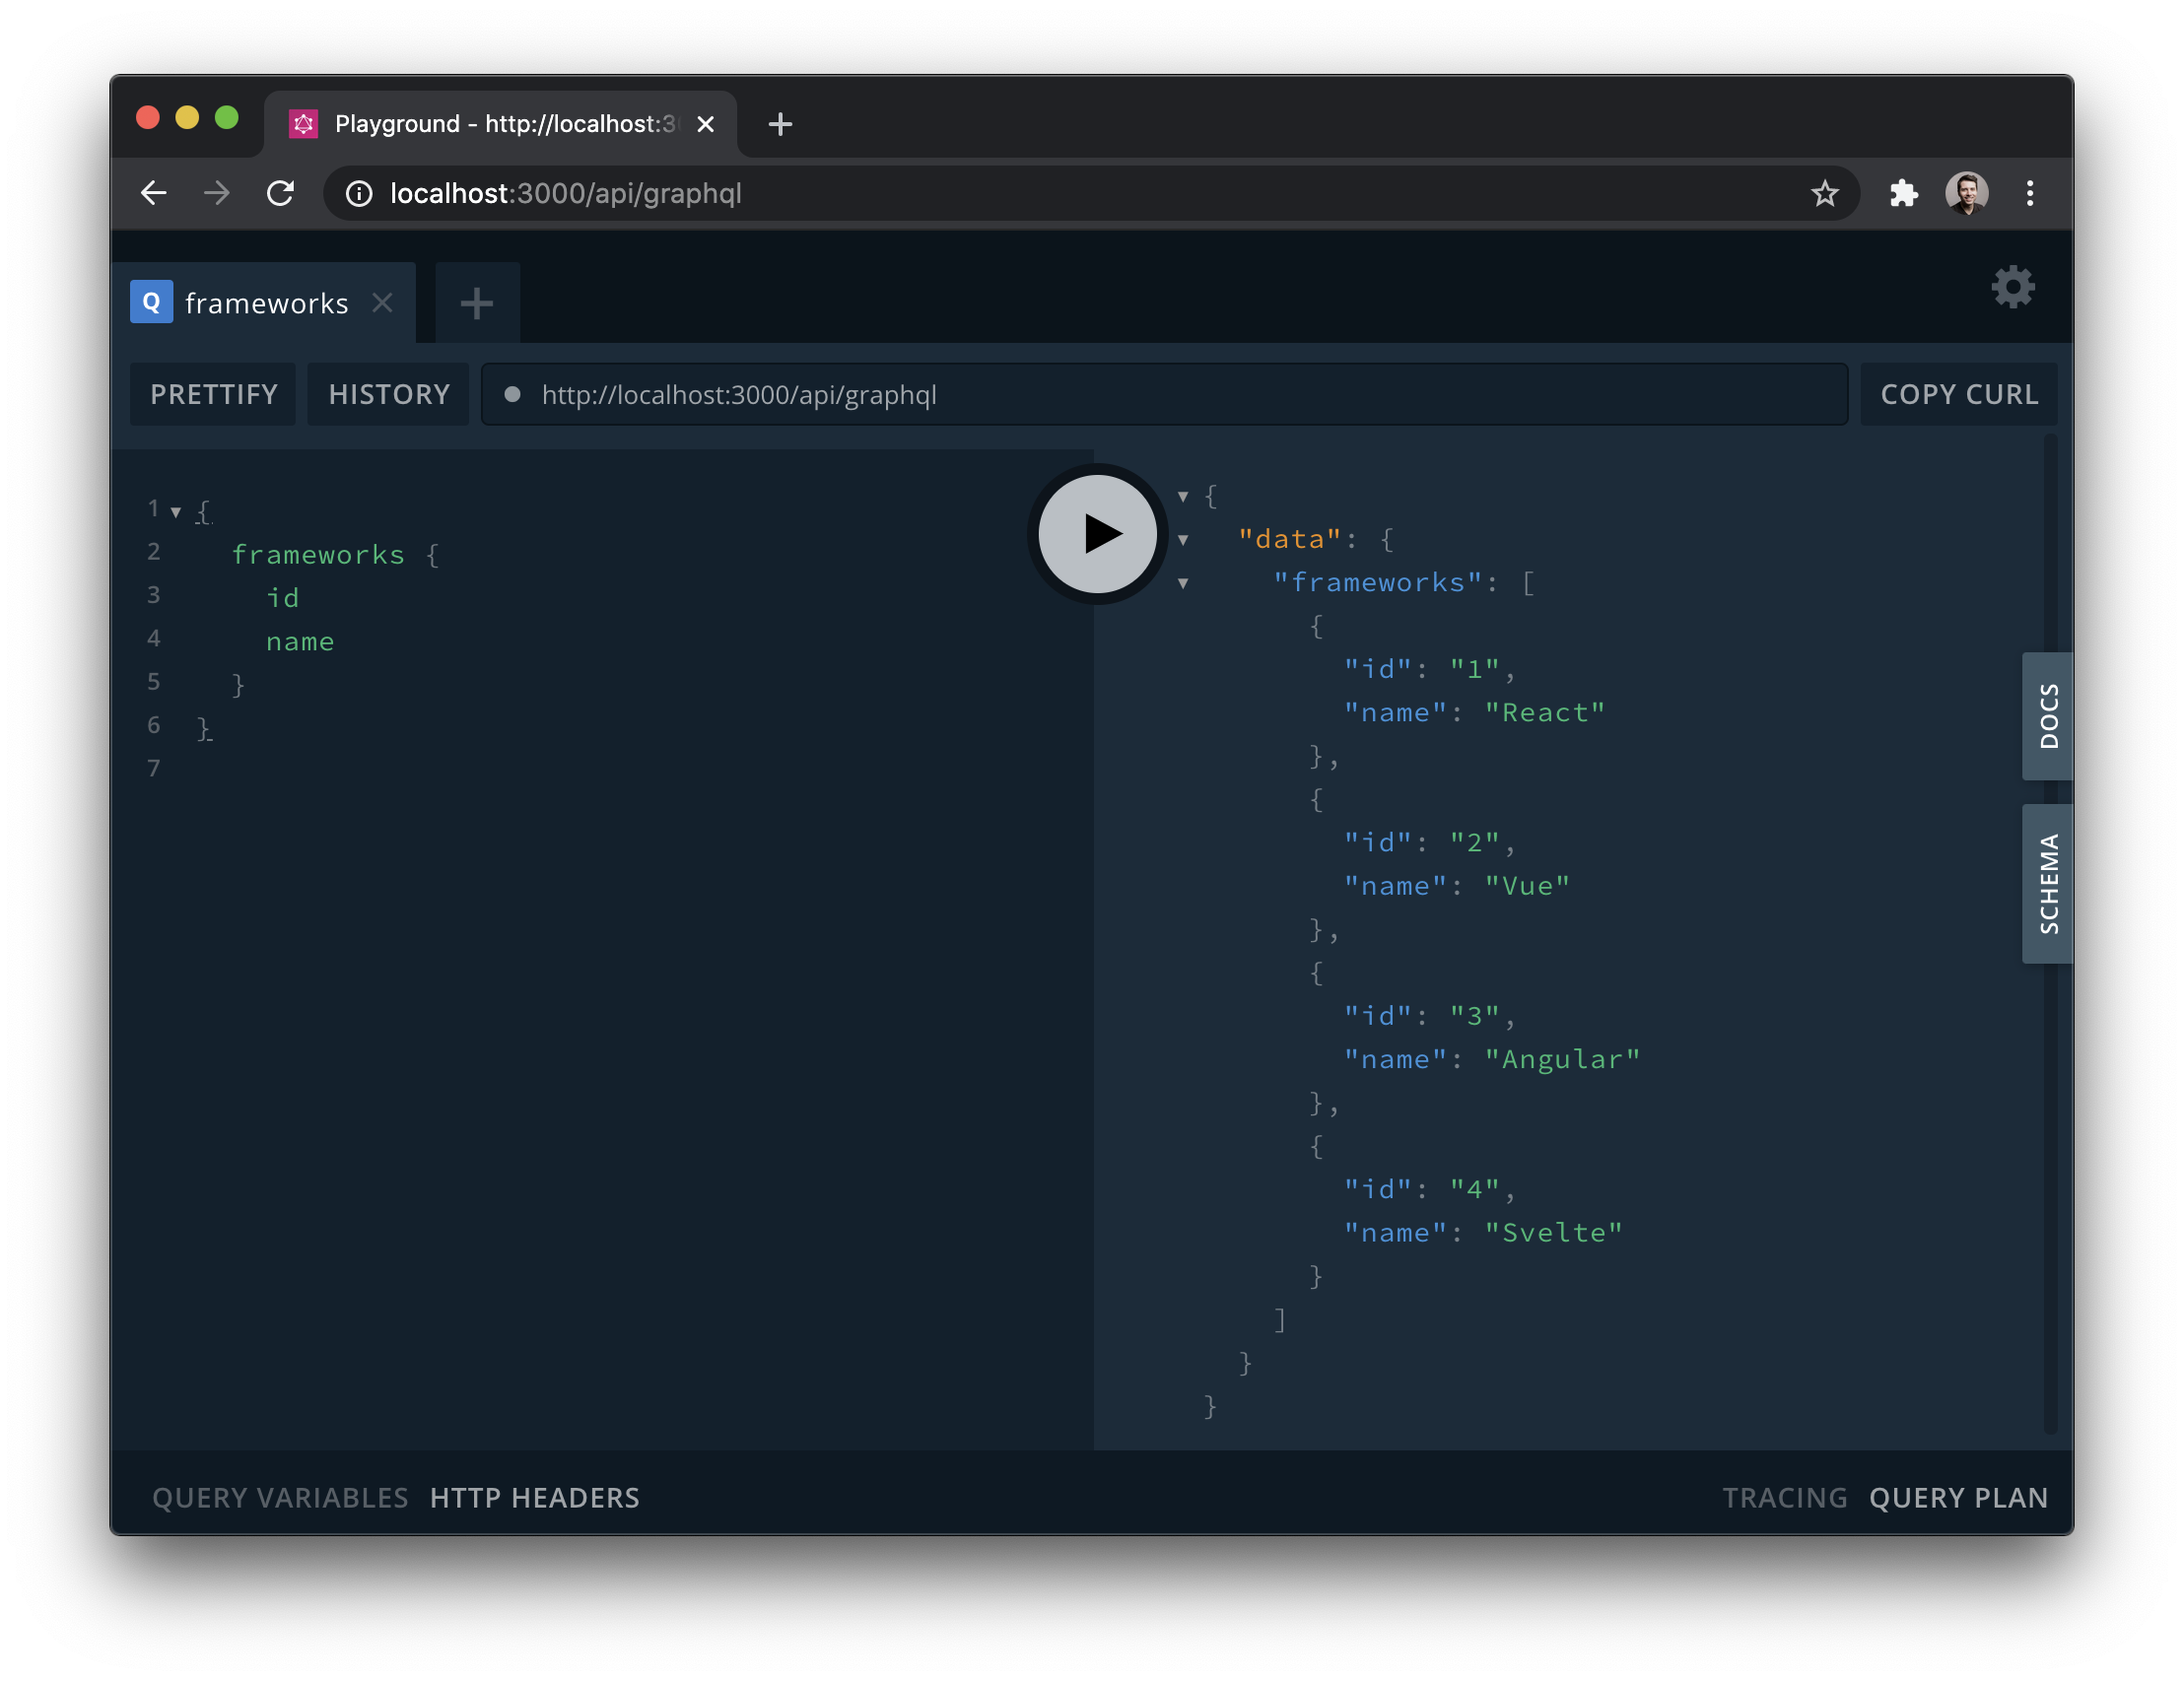 Playground - http://localhost:3
localhost:3000/api/graphql
Q frameworks
PRETTIFY HISTORY http://localhost:3000/api/graphql COPY CURL
1 {
2 frameworks {
3 id
4 name
5 }
6 }
7
{
"data": {
"frameworks": [
{
"id": "1",
"name": "React"
},
{
"id": "2",
"name": "Vue"
},
{
"id": "3",
"name": "Angular"
},
{
"id": "4",
"name": "Svelte"
}
]
}
}
DOCS
SCHEMA
QUERY VARIABLES HTTP HEADERS TRACING QUERY PLAN